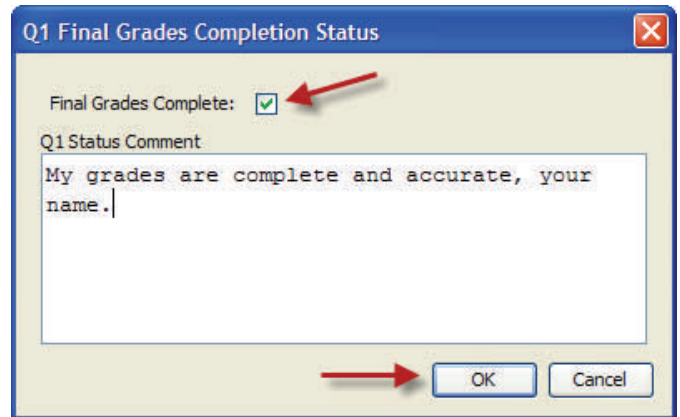 Q1 Final Grades Completion Status
Final Grades Complete:
Q1 Status Comment
My grades are complete and accurate, your
name.
OK Cancel